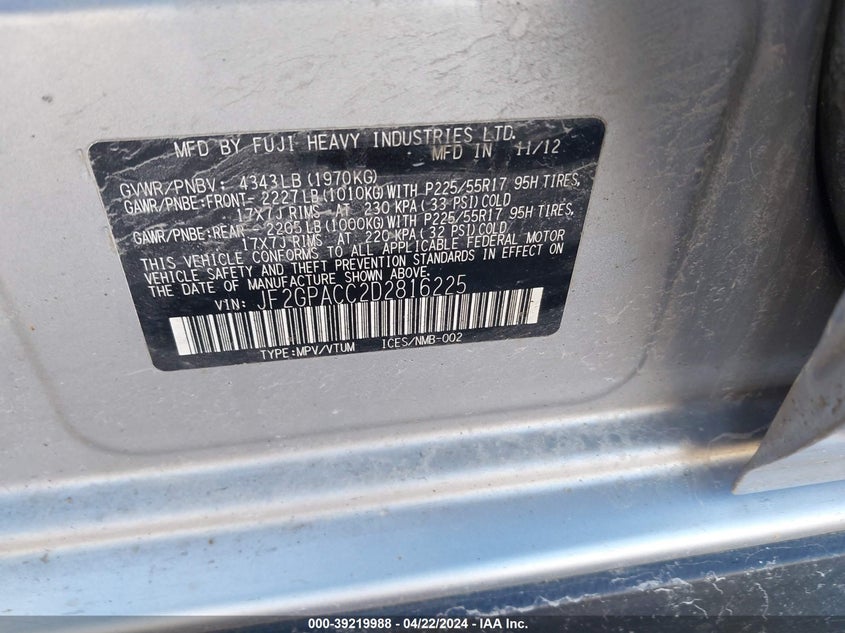 MFD BY FUJI HEAVY INDUSTRIES LTD.
MFD IN 11/12
GVWR/PNBV: 4343LB(1970KG)
GAWR/PNBE:FRONT- 2227LB(1010KG)WITH P225/55R17 95H TIRES,
17X7J RIMS AT 230 KPA(33 PSI)COLD
GAWR/PNBE:REAR - 2205LB(1000KG)WITH P225/55R17 95H TIRES,
17X7J RIMS AT 220 KPA(32 PSI)COLD
THIS VEHICLE CONFORMS TO ALL APPLICABLE FEDERAL MOTOR
VEHICLE SAFETY AND THEFT PREVENTION STANDARDS IN EFFECT ON
THE DATE OF MANUFACTURE SHOWN ABOVE.
VIN: JF2GPACC2D2816225
TYPE:MPV/VTUM ICES/NMB-002
000-39219988 - 04/22/2024 - IAA Inc.